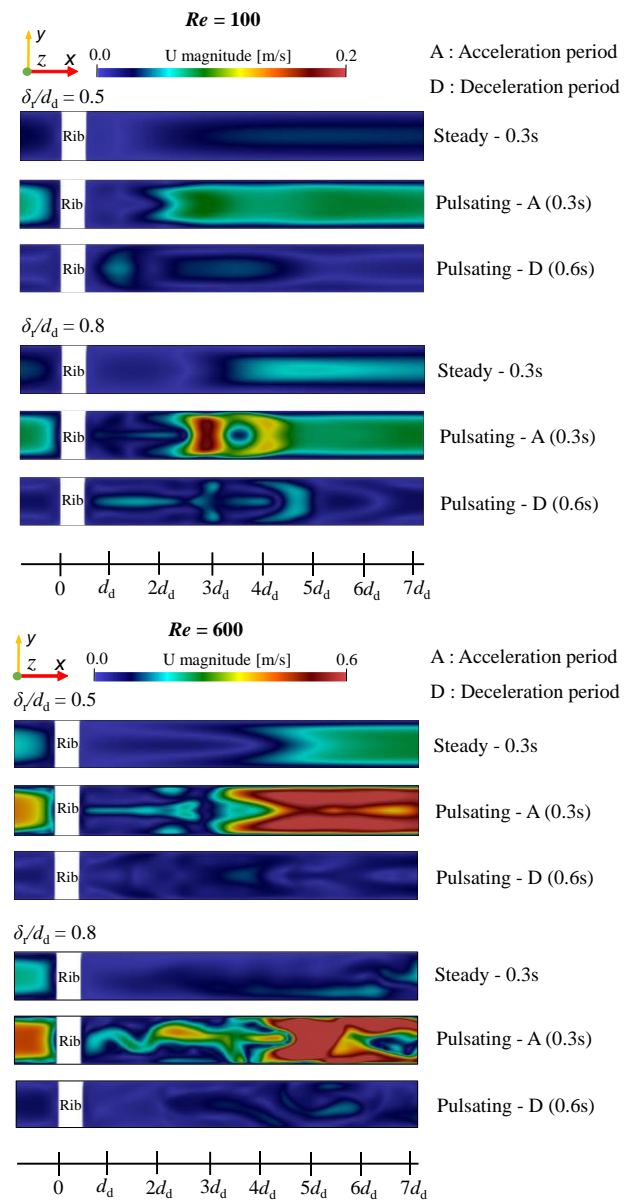 Re = 100
y
z x
0.0 U magnitude [m/s] 0.2
A : Acceleration period
D : Deceleration period
δr/dd = 0.5
Rib
Steady - 0.3s
Rib
Pulsating - A (0.3s)
Rib
Pulsating - D (0.6s)
δr/dd = 0.8
Rib
Steady - 0.3s
Rib
Pulsating - A (0.3s)
Rib
Pulsating - D (0.6s)
0 dd 2dd 3dd 4dd 5dd 6dd 7dd
Re = 600
y
z x
0.0 U magnitude [m/s] 0.6
A : Acceleration period
D : Deceleration period
δr/dd = 0.5
Rib
Steady - 0.3s
Rib
Pulsating - A (0.3s)
Rib
Pulsating - D (0.6s)
δr/dd = 0.8
Rib
Steady - 0.3s
Rib
Pulsating - A (0.3s)
Rib
Pulsating - D (0.6s)
0 dd 2dd 3dd 4dd 5dd 6dd 7dd